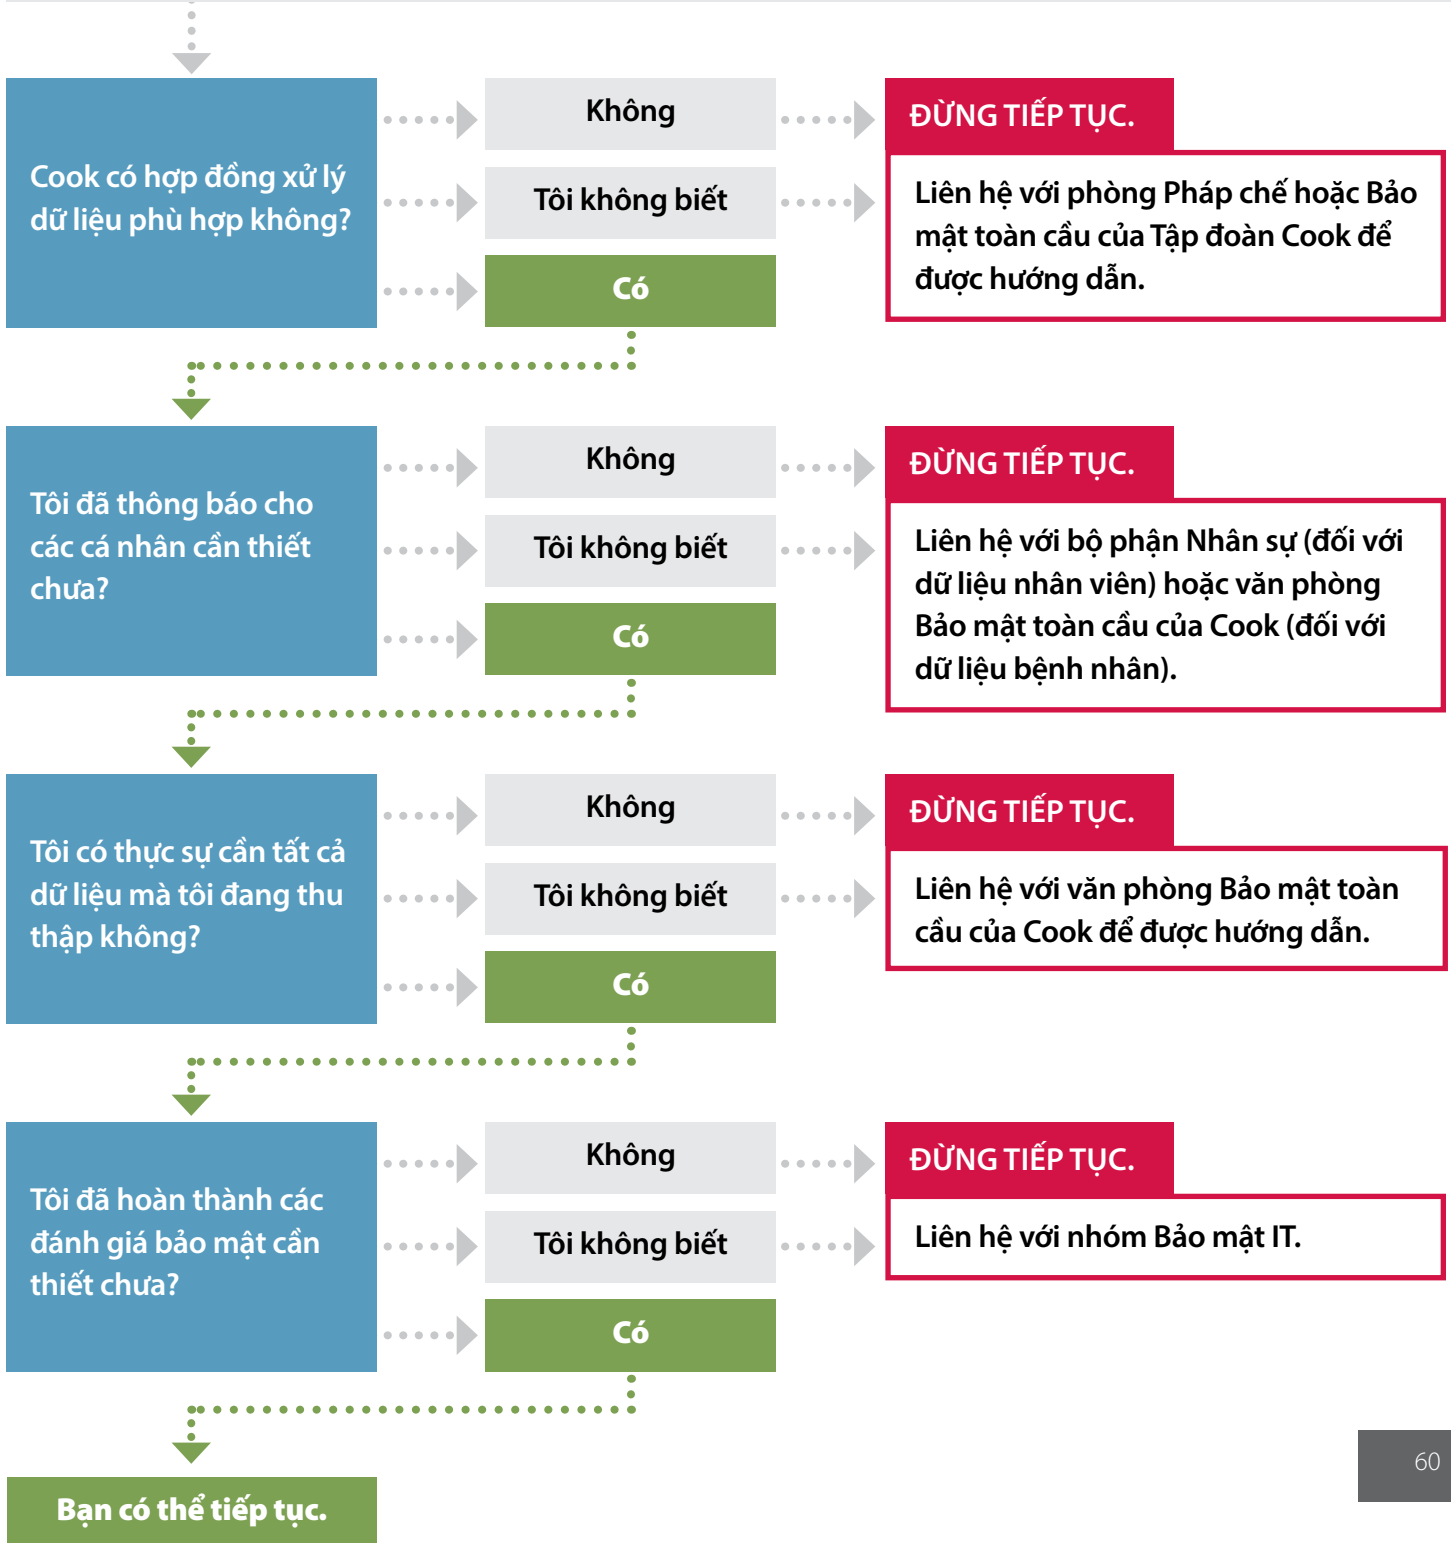 Cook có hợp đồng xử lý
dữ liệu phù hợp không?
Không
Tôi không biết
Có
ĐỪNG TIẾP TỤC.
Liên hệ với phòng Pháp chế hoặc Bảo
mật toàn cầu của Tập đoàn Cook để
được hướng dẫn.
Tôi đã thông báo cho
các cá nhân cần thiết
chưa?
Không
Tôi không biết
Có
ĐỪNG TIẾP TỤC.
Liên hệ với bộ phận Nhân sự (đối với
dữ liệu nhân viên) hoặc văn phòng
Bảo mật toàn cầu của Cook (đối với
dữ liệu bệnh nhân).
Tôi có thực sự cần tất cả
dữ liệu mà tôi đang thu
thập không?
Không
Tôi không biết
Có
ĐỪNG TIẾP TỤC.
Liên hệ với văn phòng Bảo mật toàn
cầu của Cook để được hướng dẫn.
Tôi đã hoàn thành các
đánh giá bảo mật cần
thiết chưa?
Không
Tôi không biết
Có
ĐỪNG TIẾP TỤC.
Liên hệ với nhóm Bảo mật IT.
Bạn có thể tiếp tục.
60